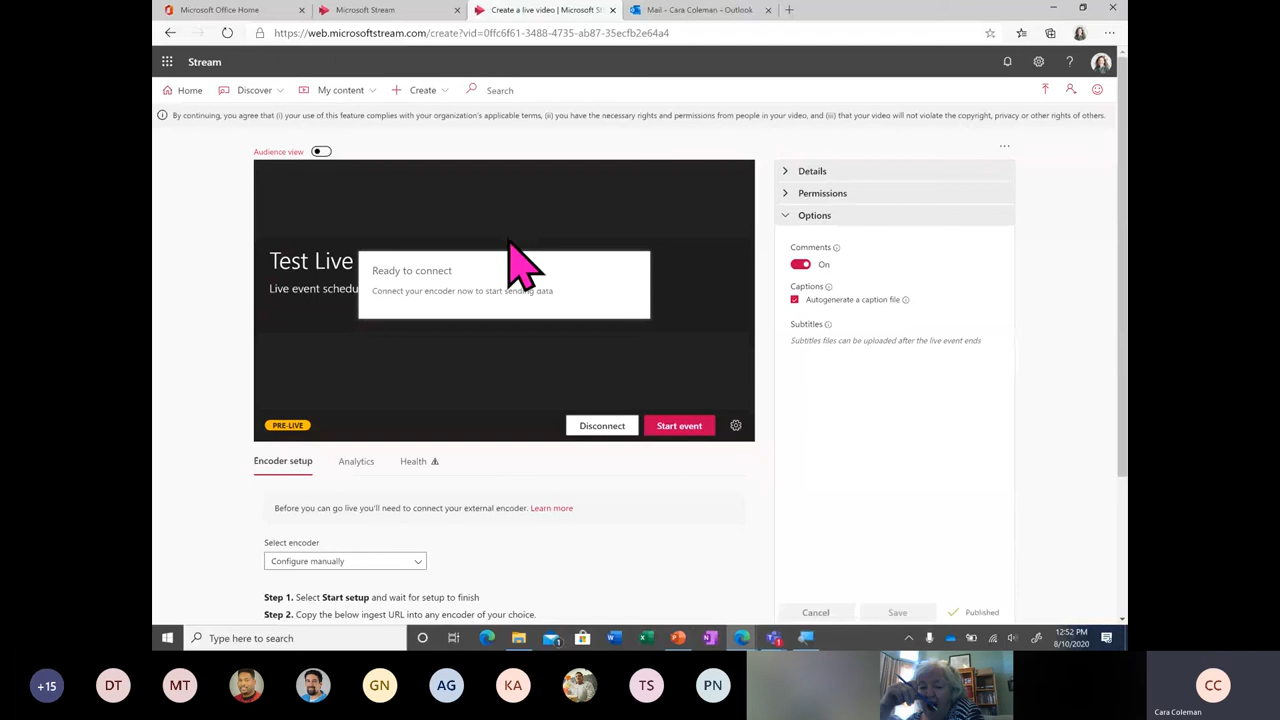 Microsoft Office Home
Microsoft Stream
Create a live video | Microsoft St
Mail - Cara Coleman - Outlook
https://web.microsoftstream.com/create?vid=0ffc6f61-3488-4735-ab87-35ecfb2e64a4
Stream
Home
Discover
My content
Create
Search
By continuing, you agree that (i) your use of this feature complies with your organization's applicable terms, (ii) you have the necessary rights and permissions from people in your video, and (iii) that your video will not violate the copyright, privacy or other rights of others.
Audience view
Test Live
Live event schedu
Ready to connect
Connect your encoder now to start sending data
PRE-LIVE
Disconnect
Start event
Details
Permissions
Options
Comments
On
Captions
Autogenerate a caption file
Subtitles
Subtitles files can be uploaded after the live event ends
Cancel
Save
Published
Encoder setup
Analytics
Health
Before you can go live you'll need to connect your external encoder. Learn more
Select encoder
Configure manually
Step 1. Select Start setup and wait for setup to finish
Step 2. Copy the below ingest URL into any encoder of your choice.
Type here to search
12:52 PM
8/10/2020
+15
DT
MT
GN
AG
KA
TS
PN
CC
Cara Coleman